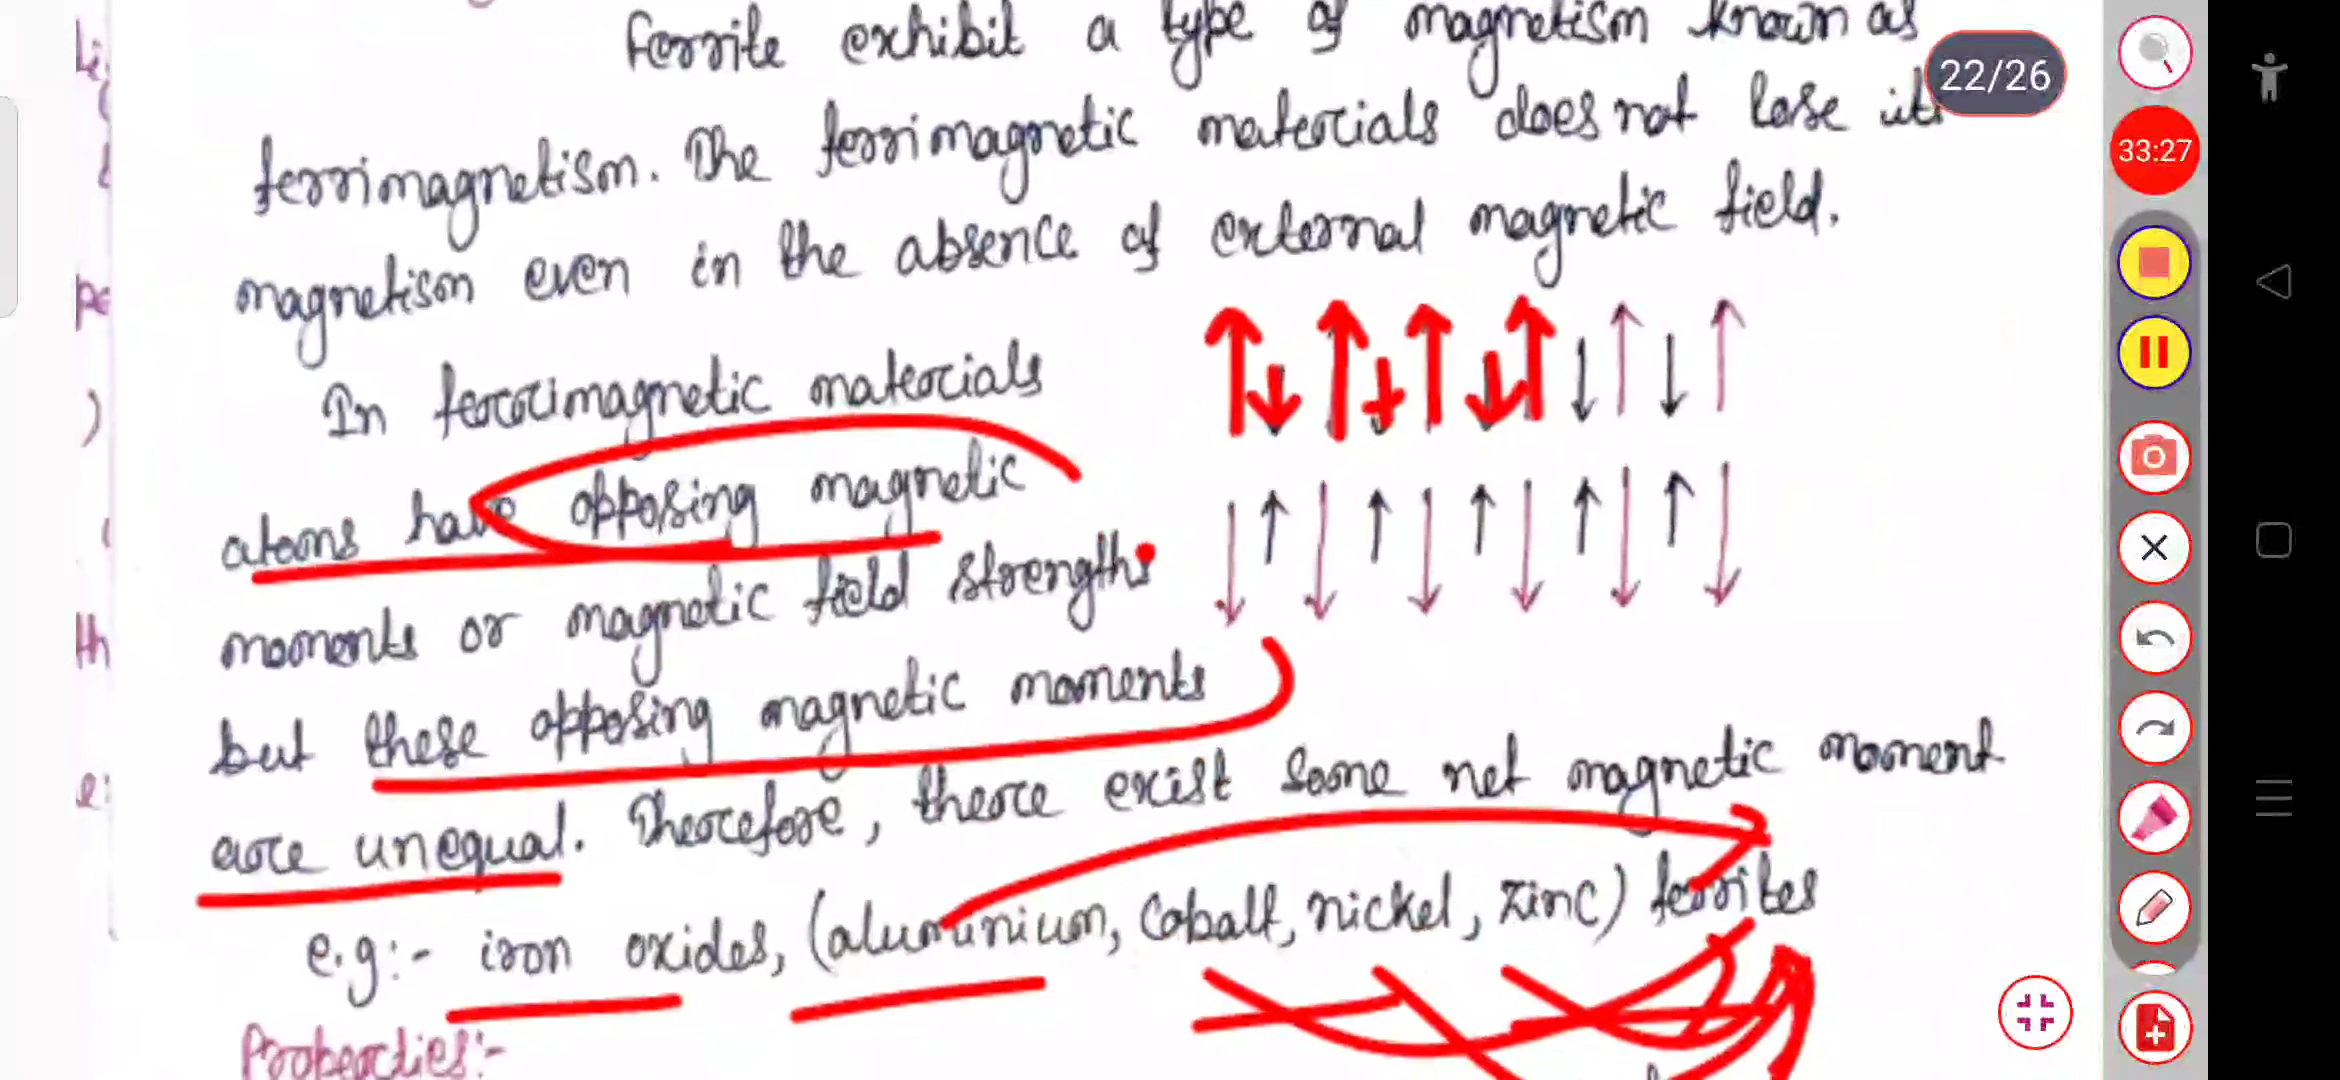 ferrite exhibit a type of magnetism known as
22/26
ferrimagnetism. The ferrimagnetic materials does not lose its
33:27
magnetism even in the absence of external magnetic field.
In ferrimagnetic materials
atoms have opposing magnetic
moments or magnetic field strengths
but these opposing magnetic moments
are unequal. Therefore, there exist some net magnetic moment
e.g:- iron oxides, (aluminium, cobalt, nickel, zinc) ferrites
Properties:-